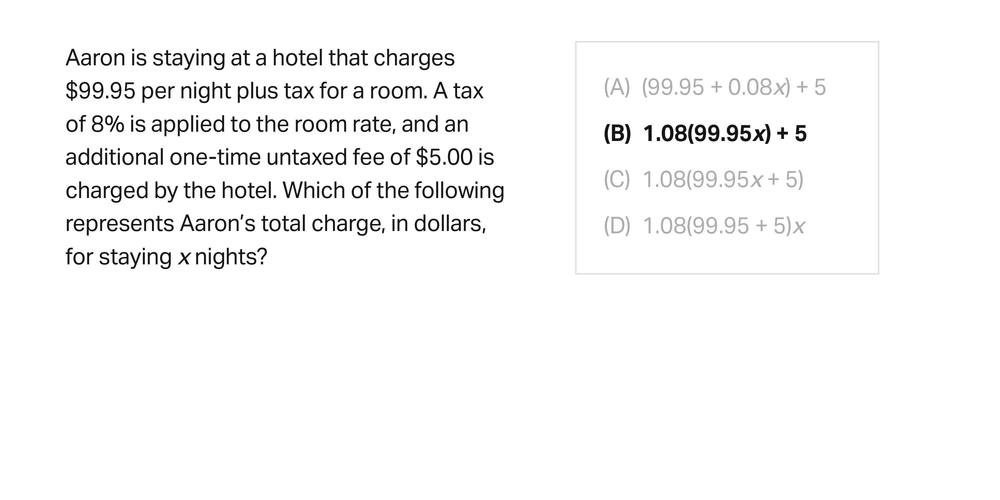 Aaron is staying at a hotel that charges
$99.95 per night plus tax for a room. A tax
of 8% is applied to the room rate, and an
additional one-time untaxed fee of $5.00 is
charged by the hotel. Which of the following
represents Aaron’s total charge, in dollars,
for staying x nights?
(A) (99.95 + 0.08x) + 5
(B) 1.08(99.95x) + 5
(C) 1.08(99.95x + 5)
(D) 1.08(99.95 + 5)x